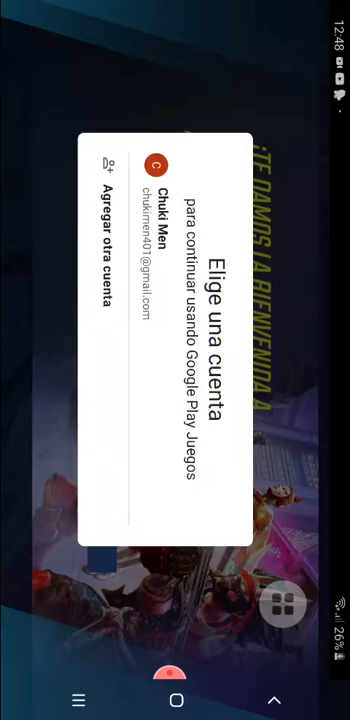 12:48
26%
¡TE DAMOS LA BIENVENIDA A
Elige una cuenta
para continuar usando Google Play Juegos
C
Chuki Men
chukimen401@gmail.com
Agregar otra cuenta